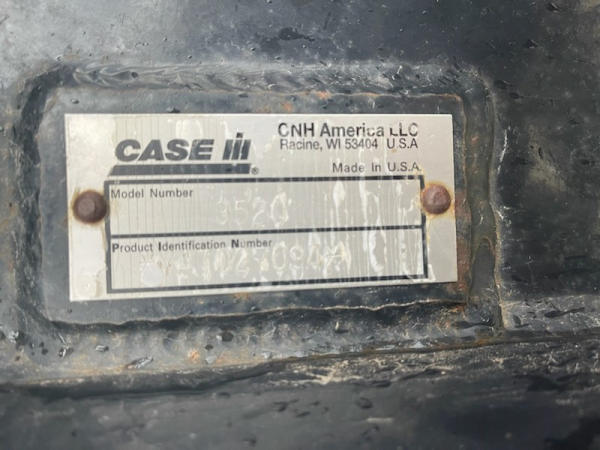 CASE IH®
CNH America LLC
Racine, WI 53404 U.S.A
Made in U.S.A
Model Number
3520
Product Identification Number